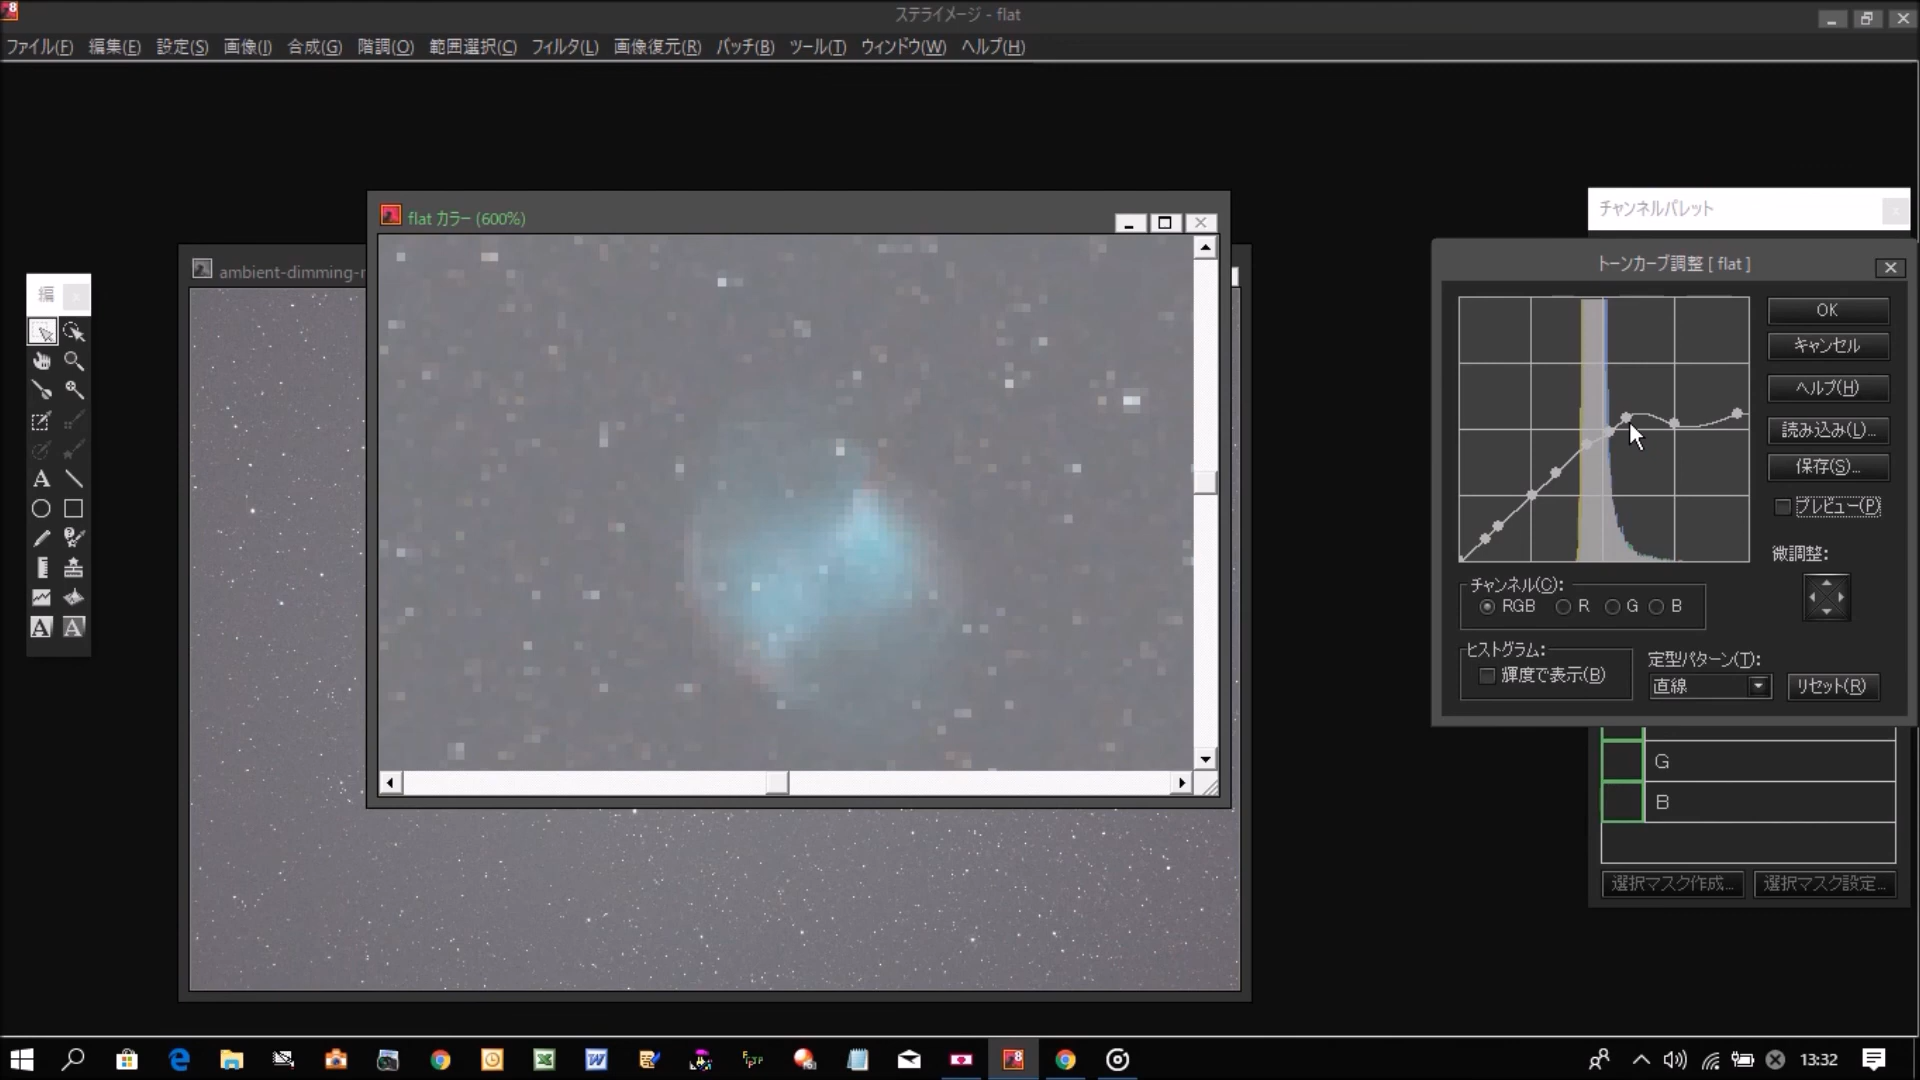 ステライメージ - flat
ファイル(F) 編集(E) 設定(S) 画像(I) 合成(G) 階調(O) 範囲選択(C) フィルタ(L) 画像復元(R) バッチ(B) ツール(T) ウィンドウ(W) ヘルプ(H)
チャンネルパレット
flat カラー (600%)
トーンカーブ調整 [ flat ]
ambient-dimming-
編
OK
キャンセル
ヘルプ(H)
読み込み(L)...
保存(S)...
プレビュー(P)
微調整:
チャンネル(C):
RGB R G B
ヒストグラム:
輝度で表示(B)
定型パターン(T):
直線
リセット(R)
G
B
選択マスク作成...
選択マスク設定...
13:32